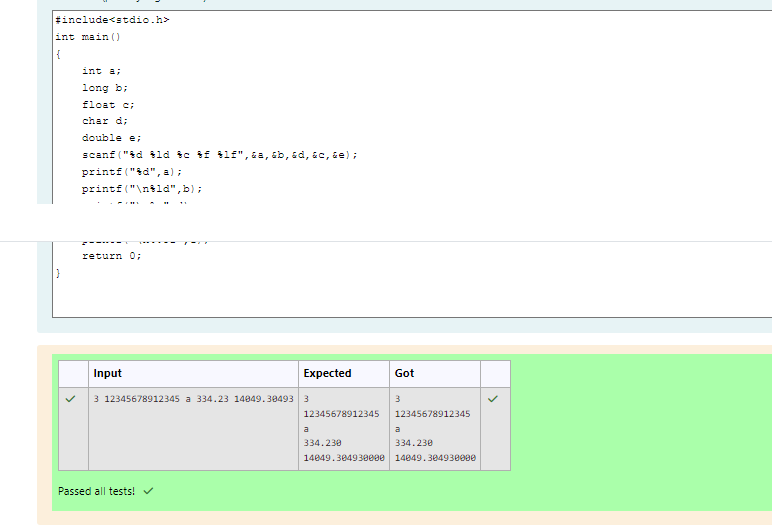 #include<stdio.h>
int main()
{
int a;
long b;
float c;
char d;
double e;
scanf("%d %ld %c %f %lf",&a,&b,&d,&c,&e);
printf("%d",a);
printf("\n%ld",b);
return 0;
}
Input Expected Got
3 12345678912345 a 334.23 14049.30493 3 3
12345678912345 12345678912345
a a
334.230 334.230
14049.304930000 14049.304930000
Passed all tests!